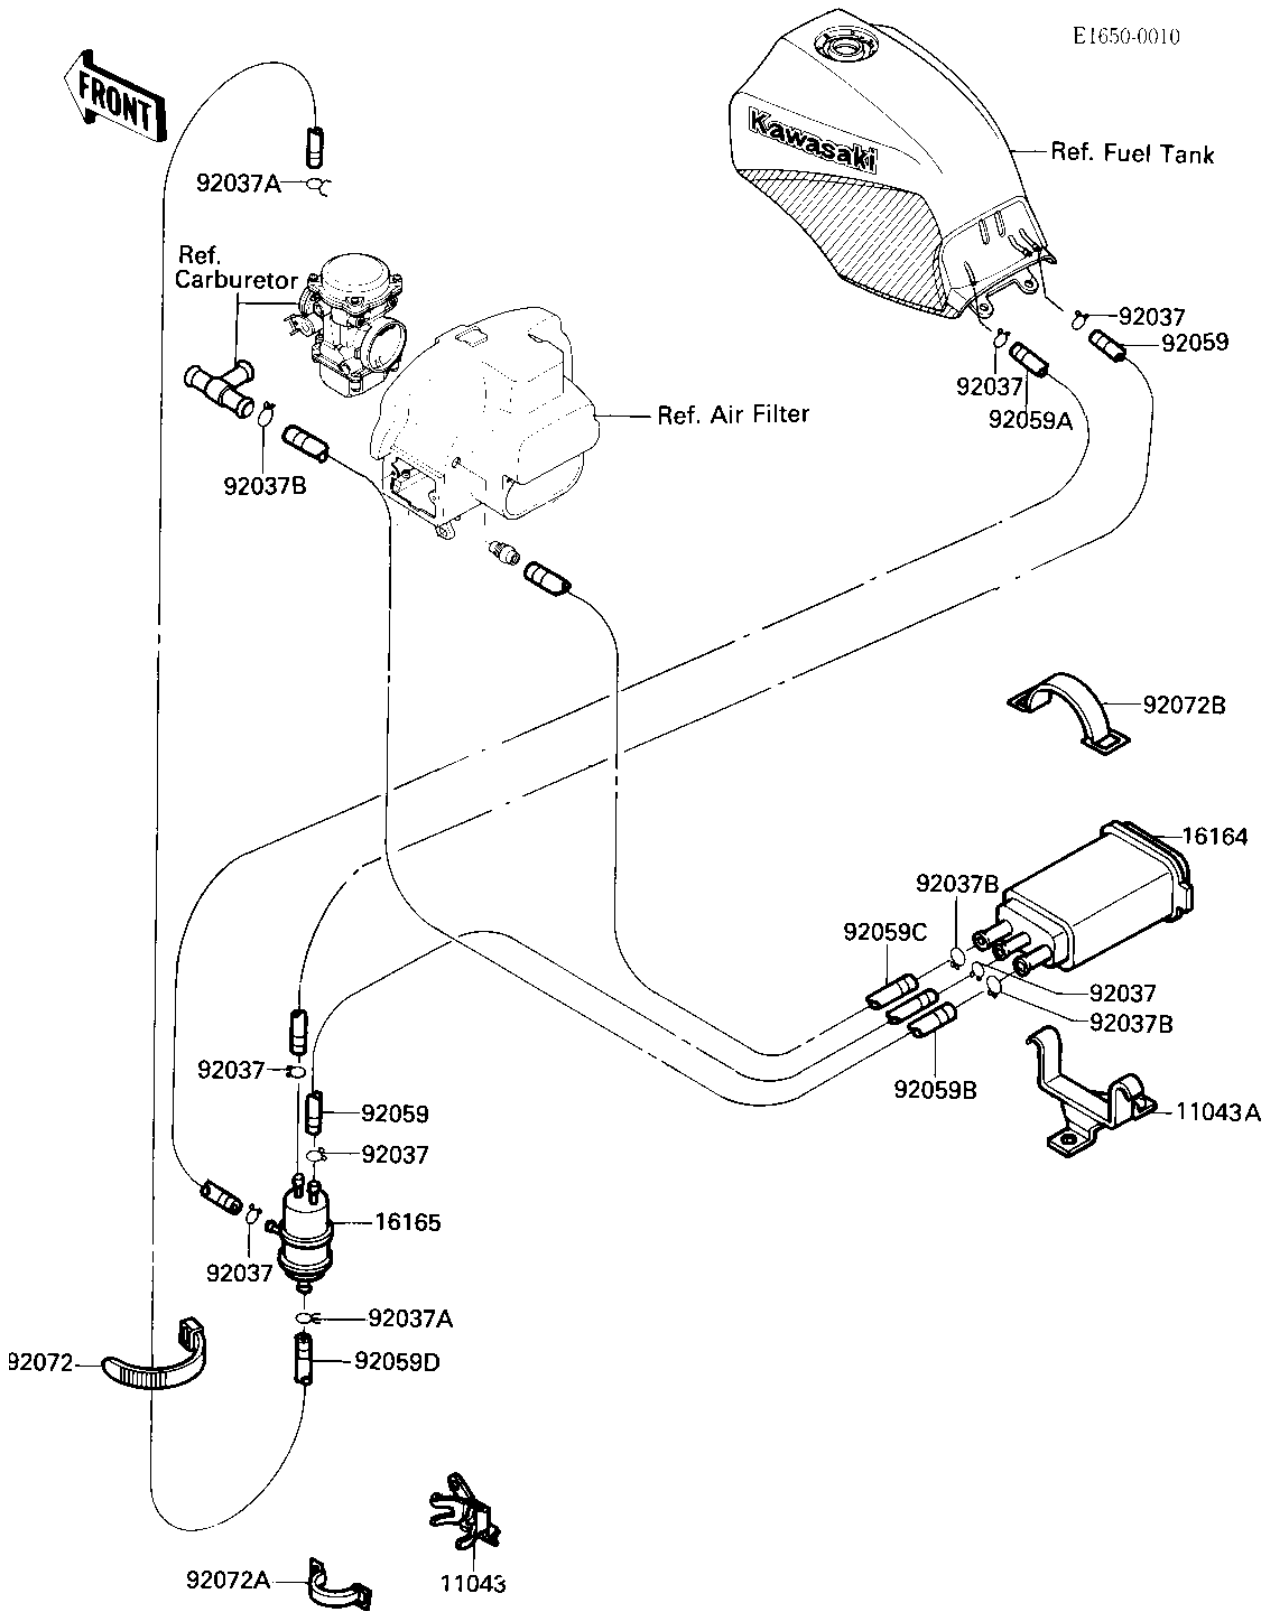 E1650-0010
FRONT
Kawasaki
Ref. Fuel Tank
92037A
Ref.
Carburetor
92037
92059
92037
92059A
Ref. Air Filter
92037B
92072B
16164
92037B
92059C
92037
92037B
92037
92059B
92059
11043A
92037
16165
92037
92037A
92072
92059D
92072A
11043